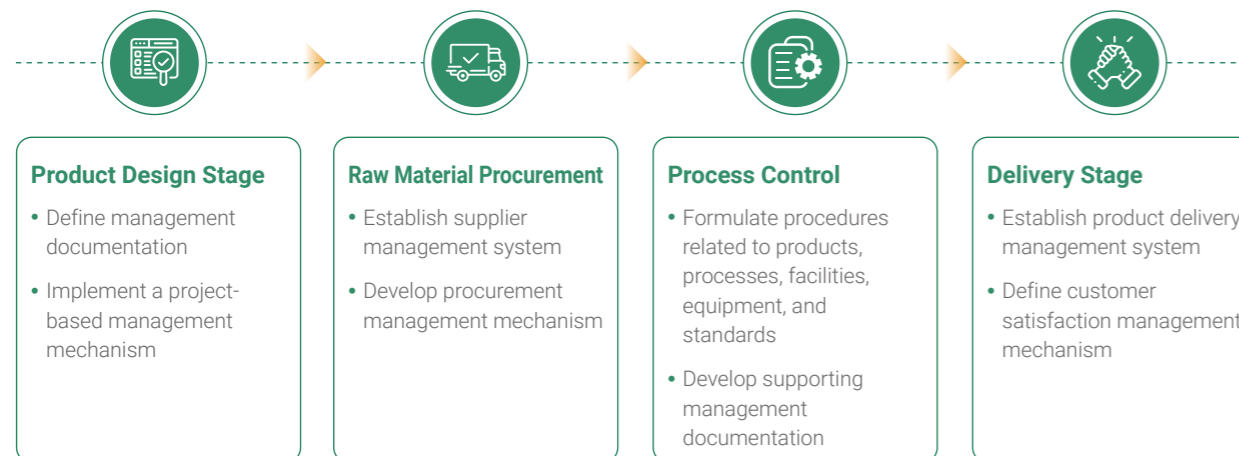 Product Design Stage
• Define management
documentation
• Implement a project-
based management
mechanism
Raw Material Procurement
• Establish supplier
management system
• Develop procurement
management mechanism
Process Control
• Formulate procedures
related to products,
processes, facilities,
equipment, and
standards
• Develop supporting
management
documentation
Delivery Stage
• Establish product delivery
management system
• Define customer
satisfaction management
mechanism